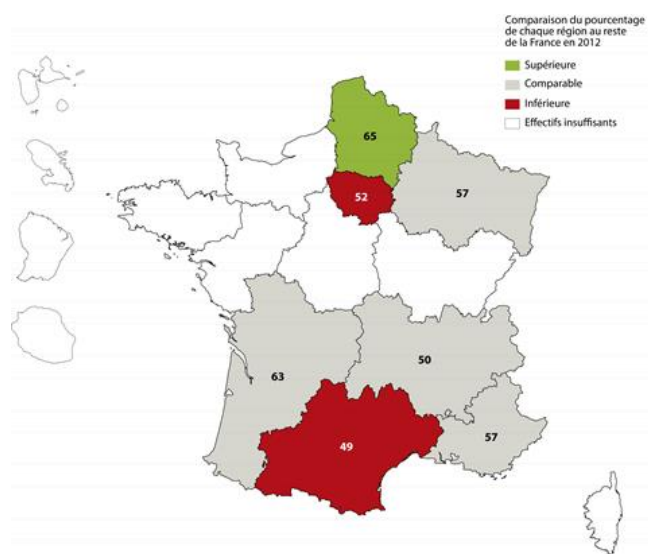 Comparaison du pourcentage
de chaque région au reste
de la France en 2012
Supérieure
Comparable
Inférieure
Effectifs insuffisants
65
52
57
63
50
57
49